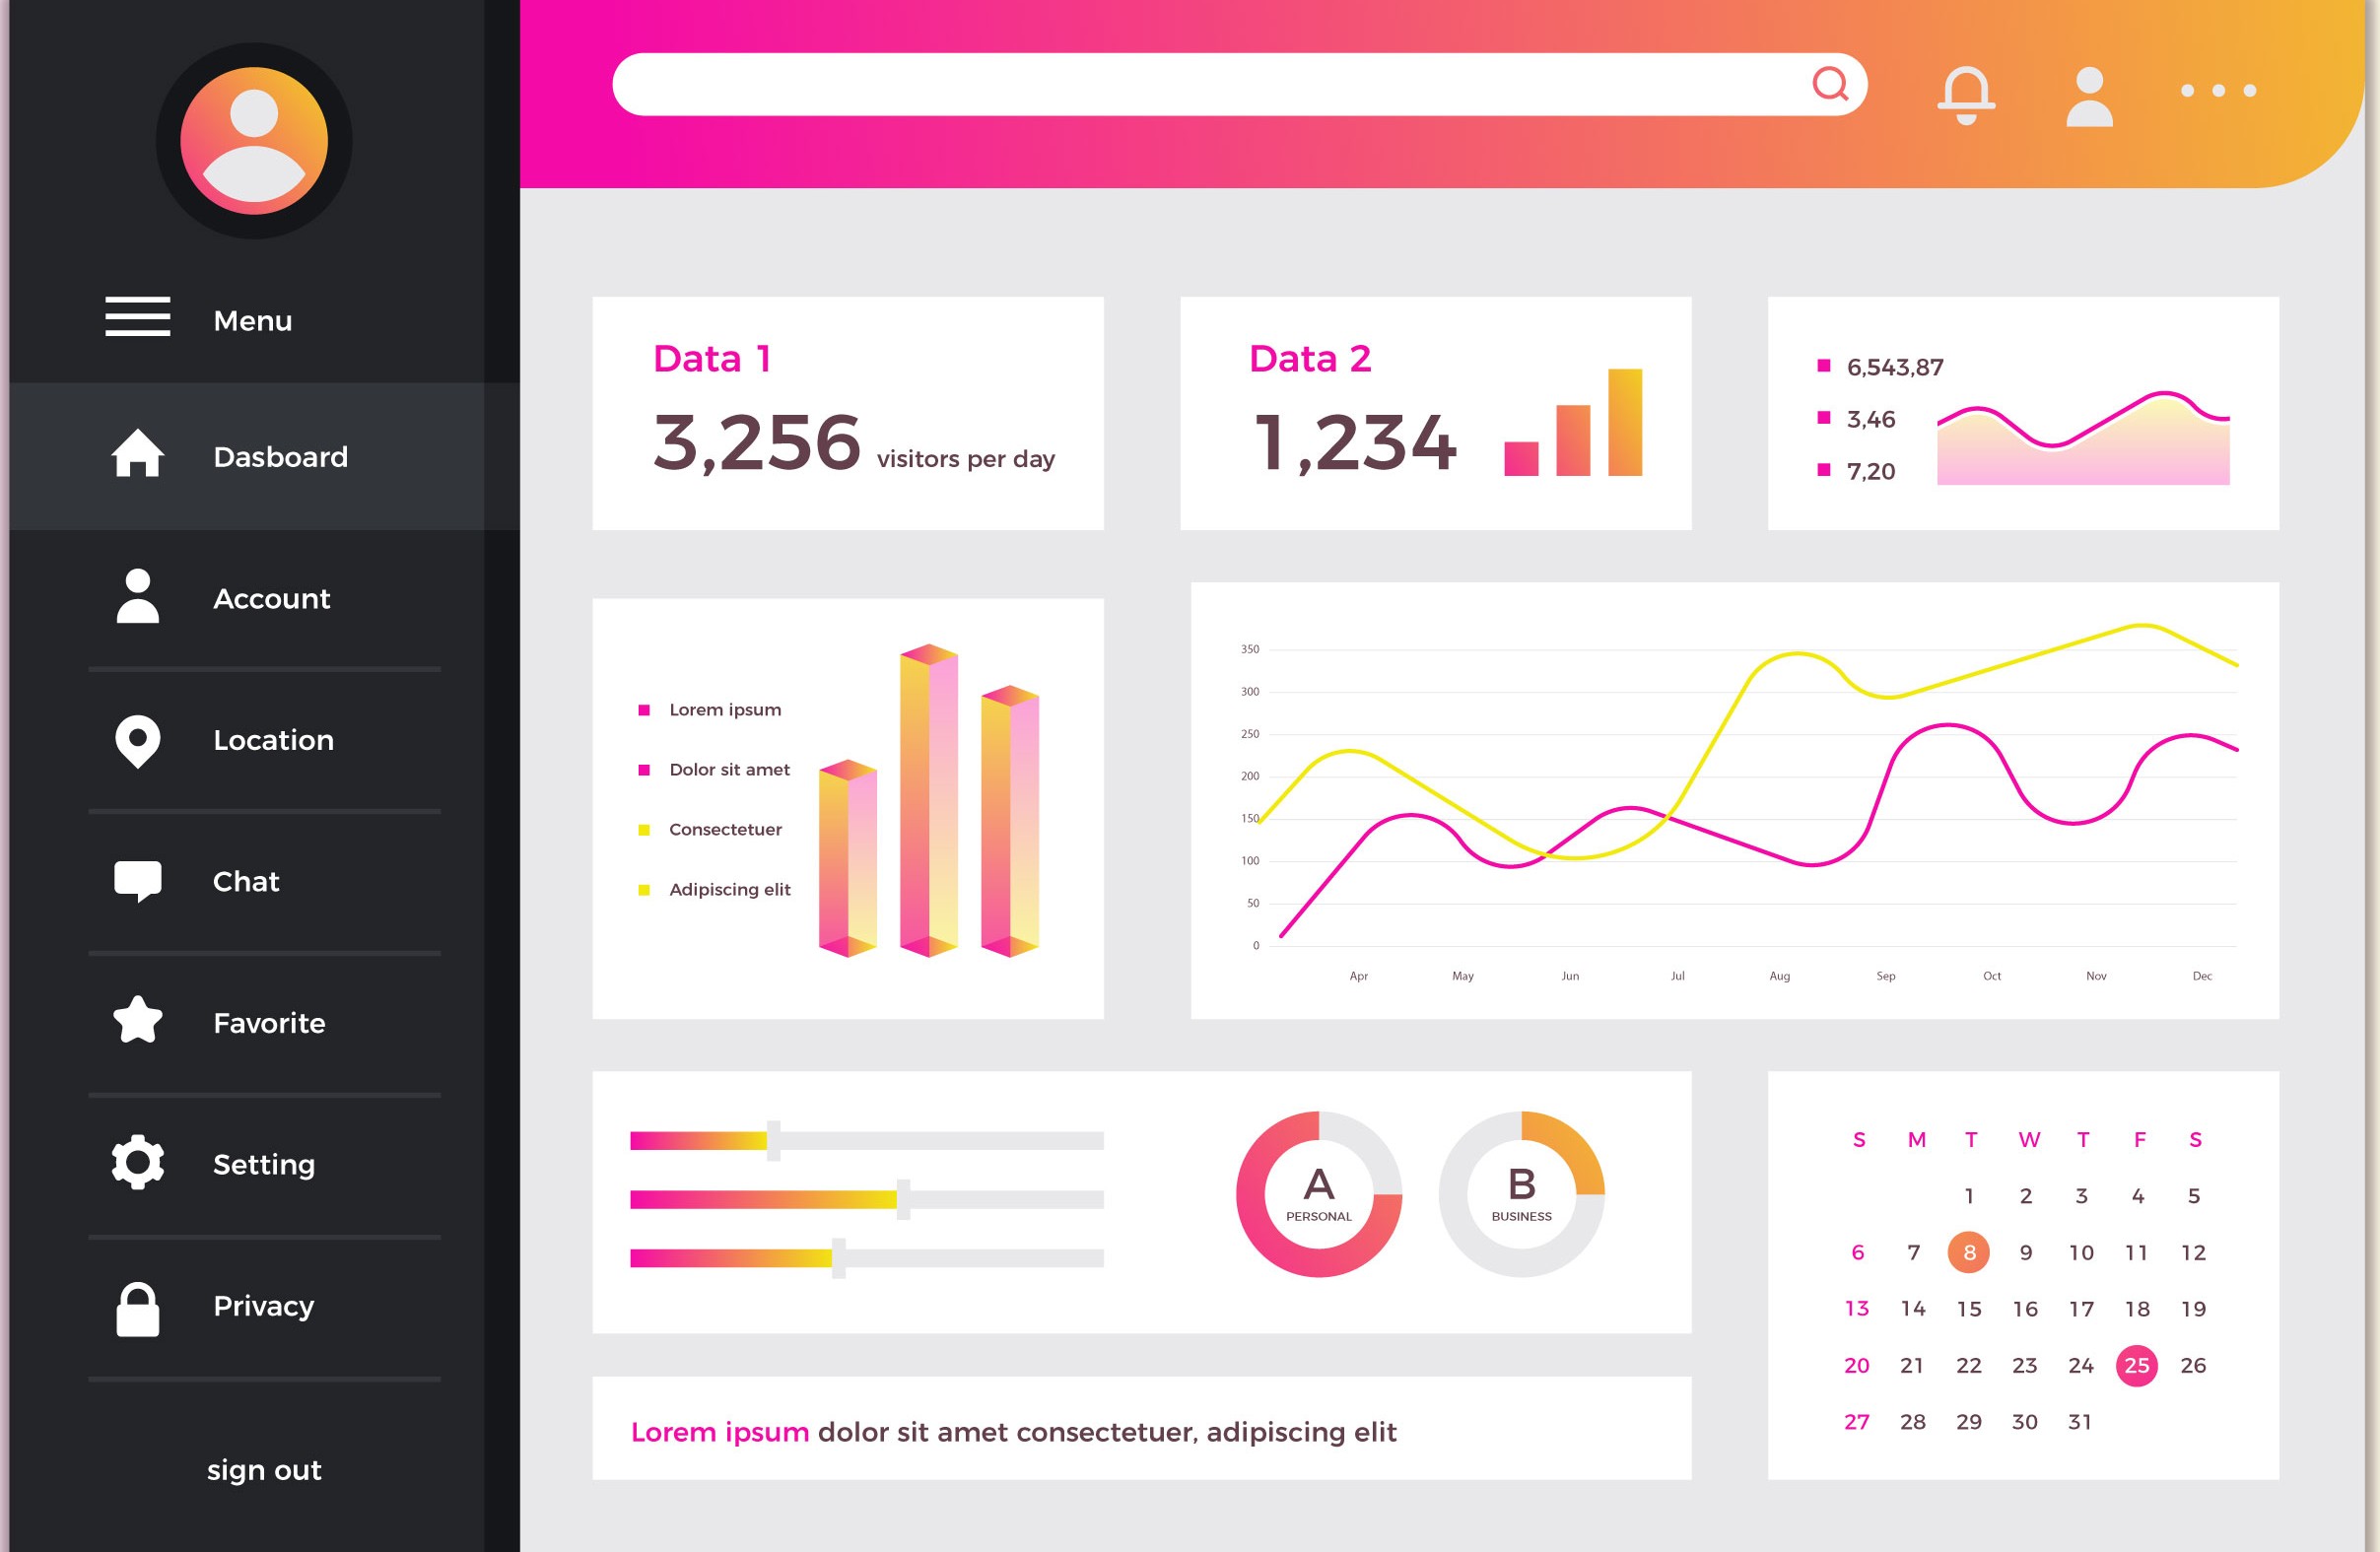 Menu
Dasboard
Account
Location
Chat
Favorite
Setting
Privacy
sign out
Data 1
3,256 visitors per day
Data 2
1,234
6,543,87
3,46
7,20
Lorem ipsum
Dolor sit amet
Consectetuer
Adipiscing elit
350
300
250
200
150
100
50
0
Apr May Jun Jul Aug Sep Oct Nov Dec
A
PERSONAL
B
BUSINESS
Lorem ipsum dolor sit amet consectetuer, adipiscing elit
S M T W T F S
1 2 3 4 5
6 7 8 9 10 11 12
13 14 15 16 17 18 19
20 21 22 23 24 25 26
27 28 29 30 31